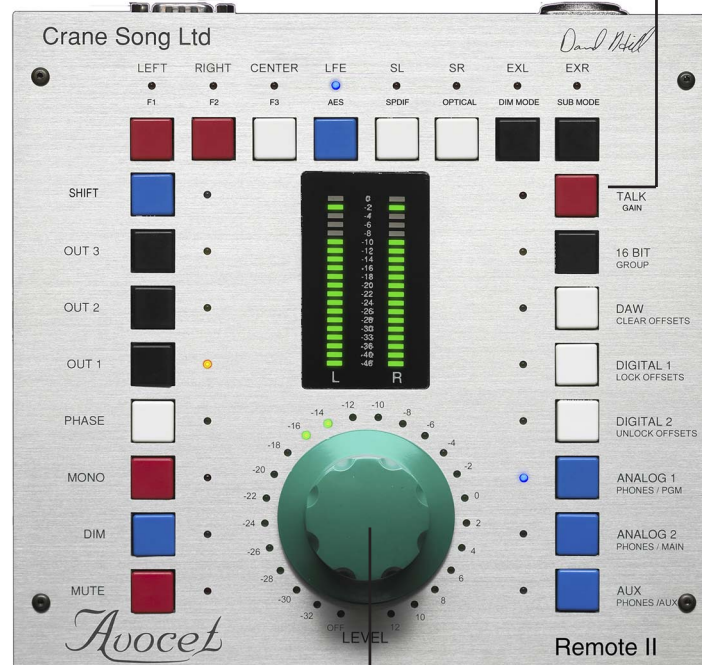 Crane Song Ltd
David Hill
LEFT RIGHT CENTER LFE SL SR EXL EXR
F1 F2 F3 AES SPDIF OPTICAL DIM MODE SUB MODE
SHIFT
OUT 3
OUT 2
OUT 1
PHASE
MONO
DIM
MUTE
0
-2
-4
-6
-8
-10
-12
-14
-16
-18
-20
-22
-24
-26
-28
-30
-33
-36
-40
-46
L R
TALK
GAIN
16 BIT
GROUP
DAW
CLEAR OFFSETS
DIGITAL 1
LOCK OFFSETS
DIGITAL 2
UNLOCK OFFSETS
ANALOG 1
PHONES / PGM
ANALOG 2
PHONES / MAIN
AUX
PHONES /AUX
OFF
-32
-30
-28
-26
-24
-22
-20
-18
-16
-14
-12
-10
-8
-6
-4
-2
0
2
4
6
8
10
12
LEVEL
Avocet
Remote II